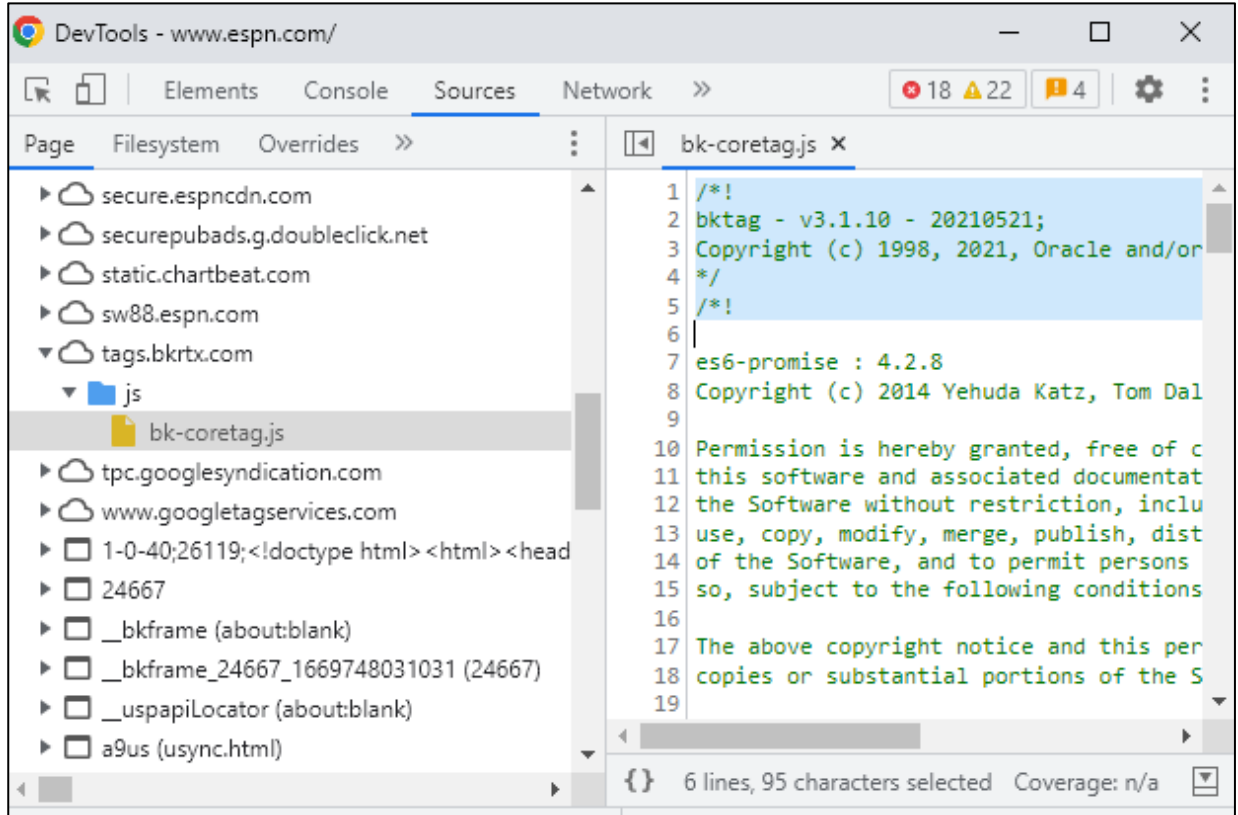 DevTools - www.espn.com/
Elements Console Sources Network 18 22 4
Page Filesystem Overrides
bk-coretag.js
secure.espncdn.com
securepubads.g.doubleclick.net
static.chartbeat.com
sw88.espn.com
tags.bkrtx.com
js
bk-coretag.js
tpc.googlesyndication.com
www.googletagservices.com
1-0-40;26119;<!doctype html><html><head
24667
__bkframe (about:blank)
__bkframe_24667_1669748031031 (24667)
__uspapiLocator (about:blank)
a9us (usync.html)
1 /*!
2 bktag - v3.1.10 - 20210521;
3 Copyright (c) 1998, 2021, Oracle and/or
4 */
5 /*!
6
7 es6-promise : 4.2.8
8 Copyright (c) 2014 Yehuda Katz, Tom Dal
9
10 Permission is hereby granted, free of c
11 this software and associated documentat
12 the Software without restriction, inclu
13 use, copy, modify, merge, publish, dist
14 of the Software, and to permit persons
15 so, subject to the following conditions
16
17 The above copyright notice and this per
18 copies or substantial portions of the S
19
{} 6 lines, 95 characters selected Coverage: n/a